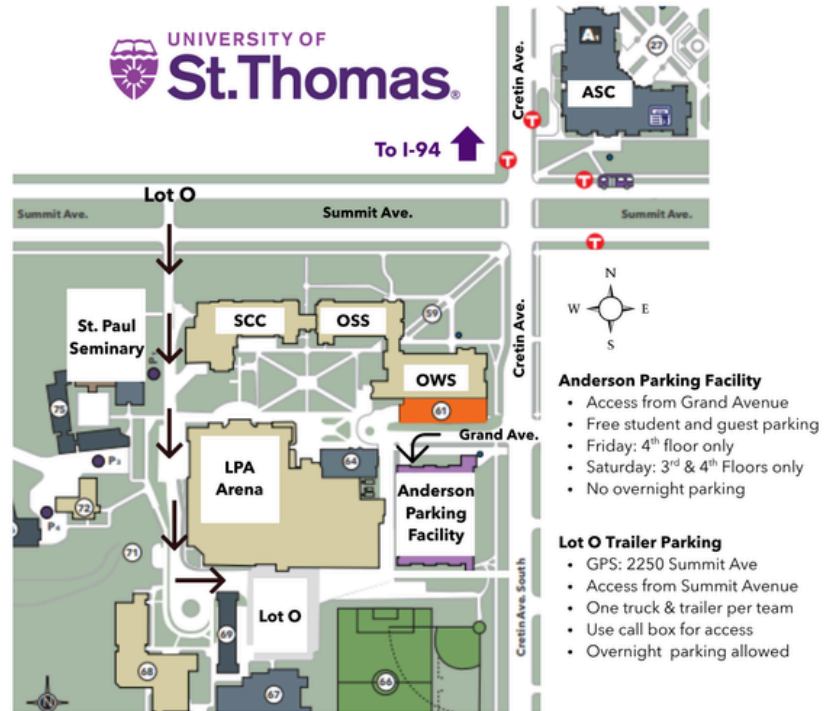 UNIVERSITY OF
St.Thomas®
To I-94
Cretin Ave.
A
27
ASC
T
T
T
Lot O
Summit Ave.
Summit Ave.
Summit Ave.
T
N
W E
S
St. Paul
Seminary
SCC
OSS
59
Cretin Ave.
OWS
61
75
P
LPA
Arena
64
Grand Ave.
Anderson
Parking
Facility
P₃
72
P₄
71
Lot O
69
68
67
66
Cretin Ave. South
N
Anderson Parking Facility
• Access from Grand Avenue
• Free student and guest parking
• Friday: 4th floor only
• Saturday: 3rd & 4th Floors only
• No overnight parking
Lot O Trailer Parking
• GPS: 2250 Summit Ave
• Access from Summit Avenue
• One truck & trailer per team
• Use call box for access
• Overnight parking allowed